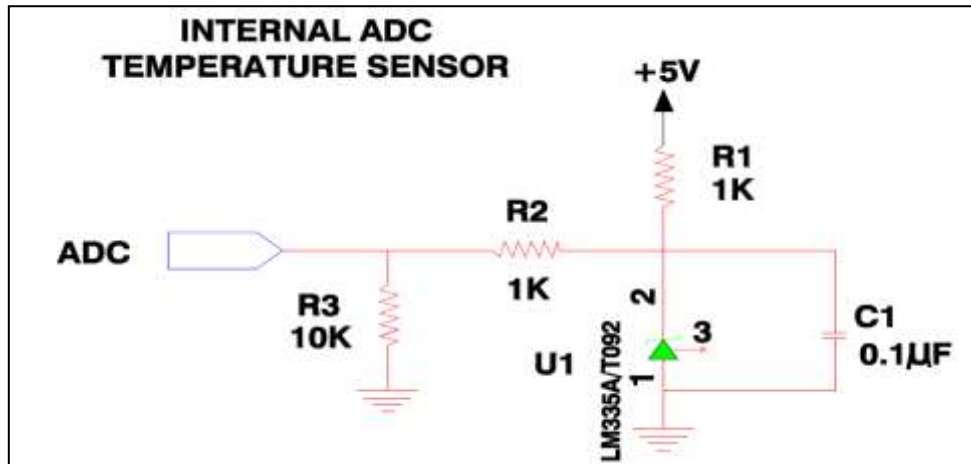 INTERNAL ADC
TEMPERATURE SENSOR
+5V
R1
1K
R2
1K
ADC
R3
10K
2
3
1
U1
LM335A/T092
C1
0.1µF